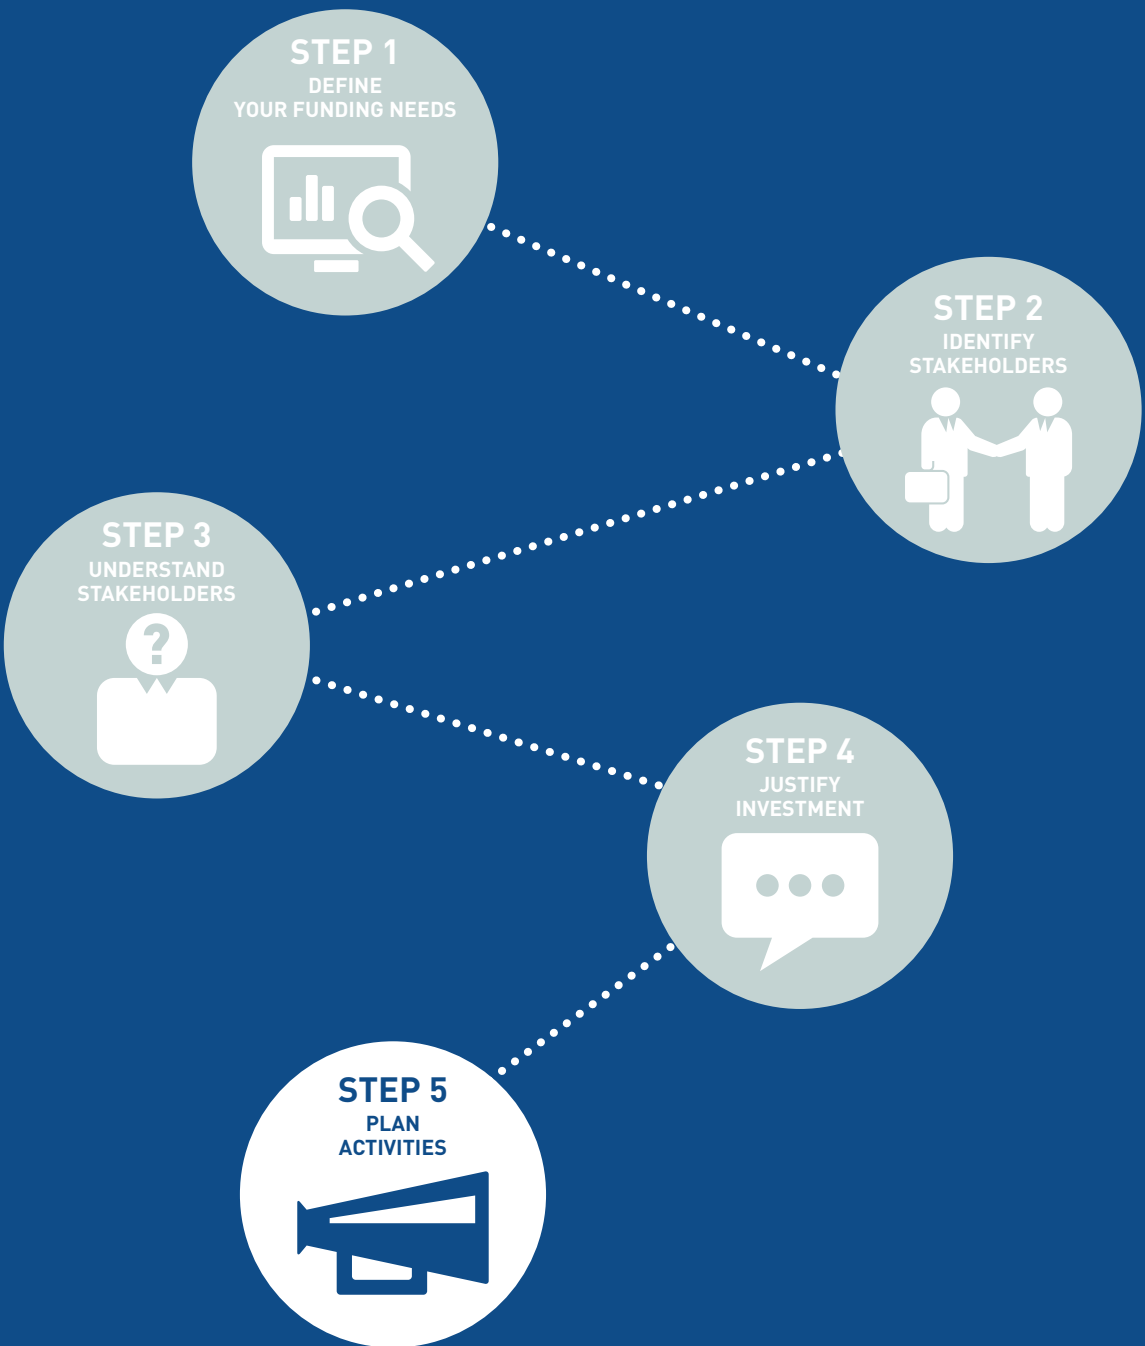 STEP 1
DEFINE
YOUR FUNDING NEEDS
STEP 2
IDENTIFY
STAKEHOLDERS
STEP 3
UNDERSTAND
STAKEHOLDERS
?
STEP 4
JUSTIFY
INVESTMENT
STEP 5
PLAN
ACTIVITIES